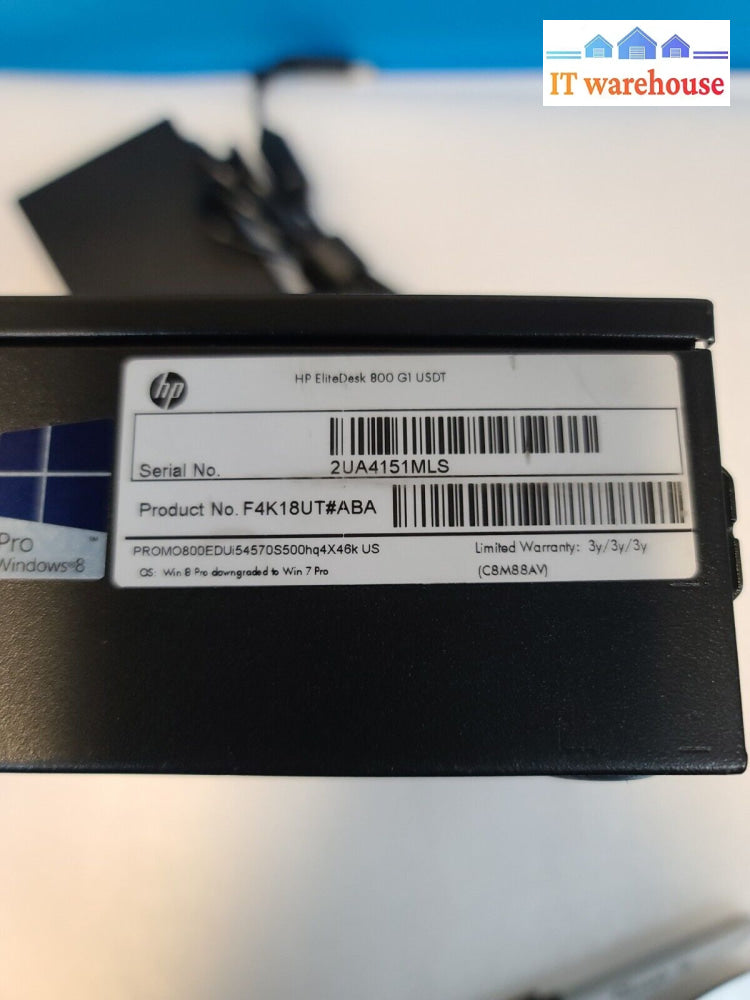 IT warehouse
hp
HP EliteDesk 800 G1 USDT
Serial No.
2UA4151MLS
Product No. F4K18UT#ABA
PROMO800EDUi54570S500hq4X46k US
Limited Warranty: 3y/3y/3y
OS: Win 8 Pro downgraded to Win 7 Pro
(C8M88AV)
Pro
Windows 8